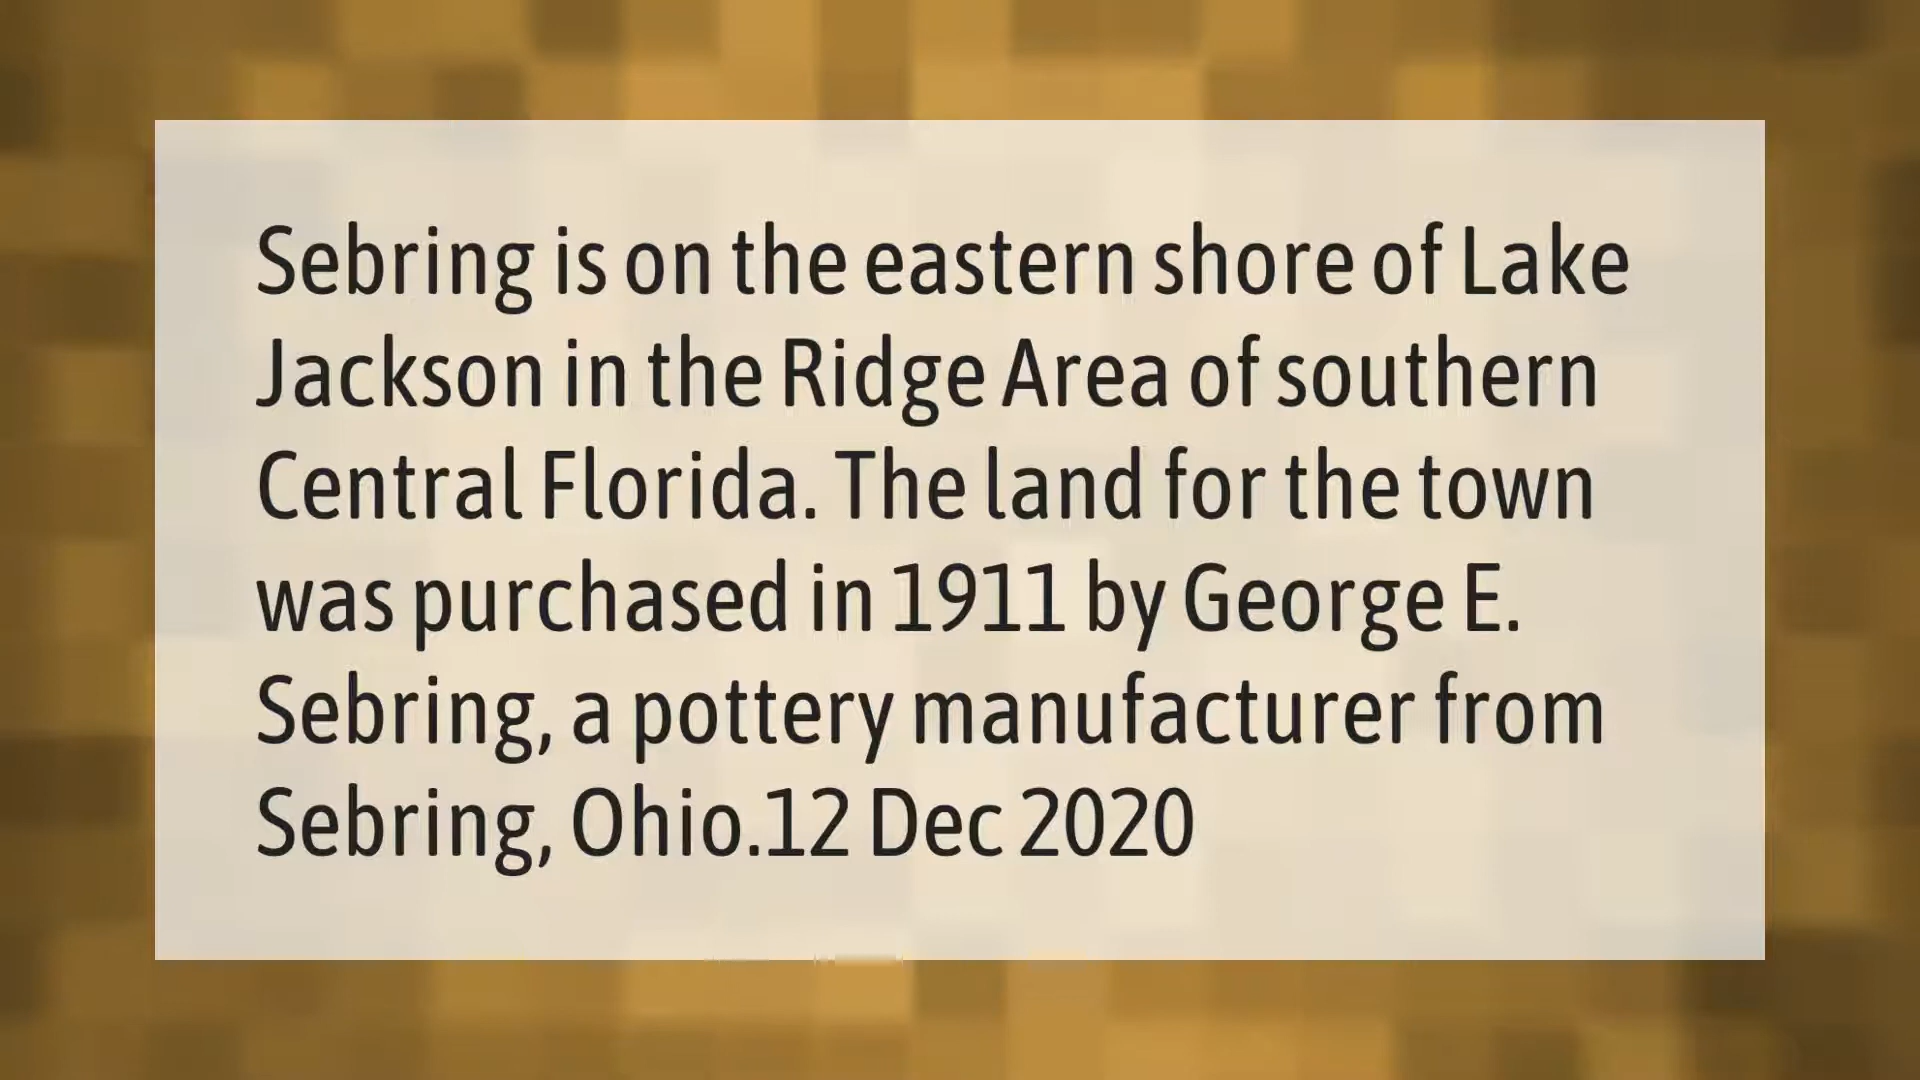 Sebring is on the eastern shore of Lake
Jackson in the Ridge Area of southern
Central Florida. The land for the town
was purchased in 1911 by George E.
Sebring, a pottery manufacturer from
Sebring, Ohio.12 Dec 2020